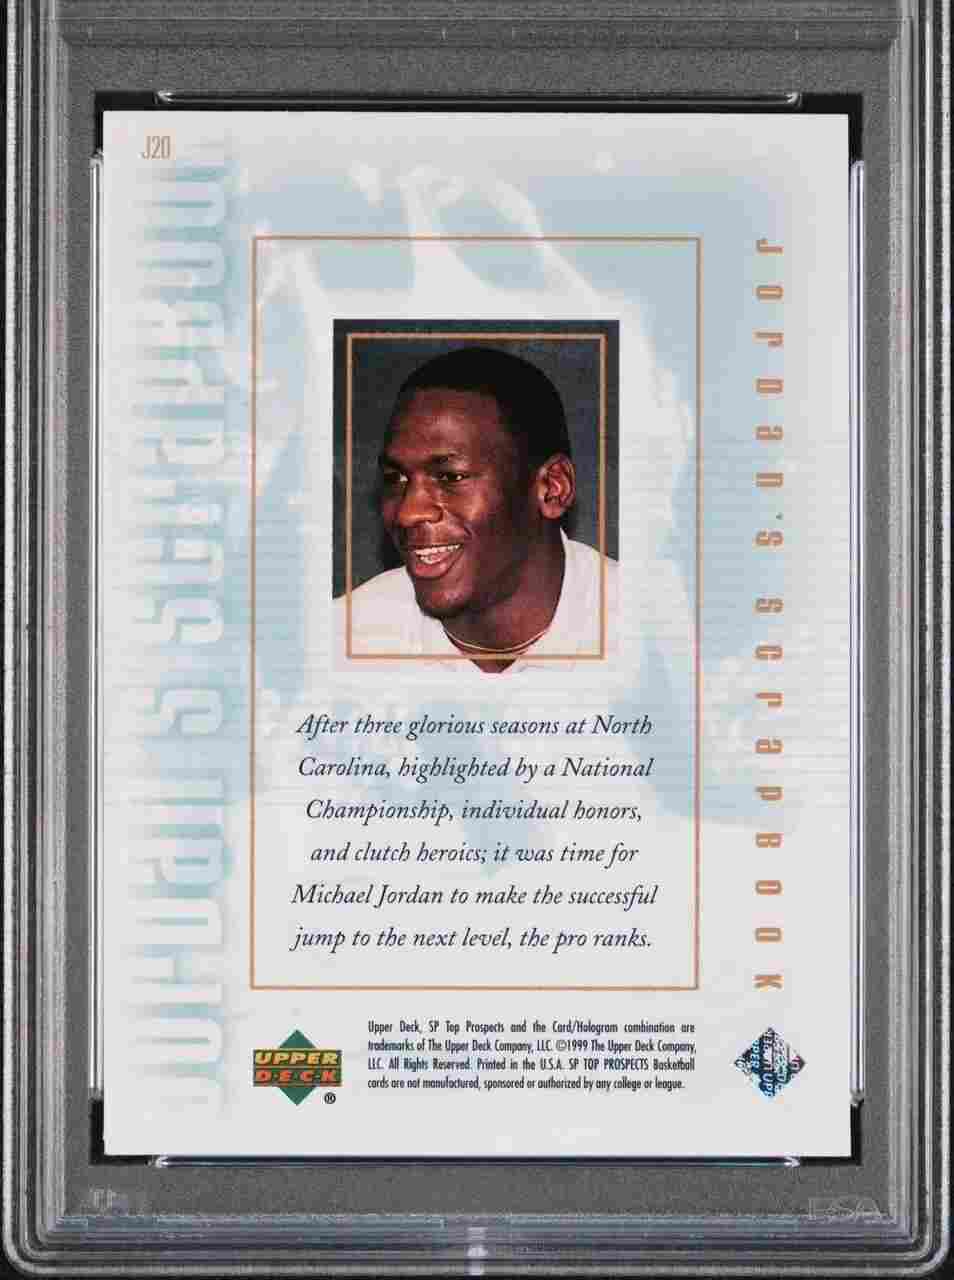 J20
Jordan's Scrapbook
After three glorious seasons at North
Carolina, highlighted by a National
Championship, individual honors,
and clutch heroics; it was time for
Michael Jordan to make the successful
jump to the next level, the pro ranks.
UPPER
D·E·C·K
®
Upper Deck, SP Top Prospects and the Card/Hologram combination are
trademarks of The Upper Deck Company, LLC. ©1999 The Upper Deck Company,
LLC. All Rights Reserved. Printed in the U.S.A. SP TOP PROSPECTS Basketball
cards are not manufactured, sponsored or authorized by any college or league.
PSA